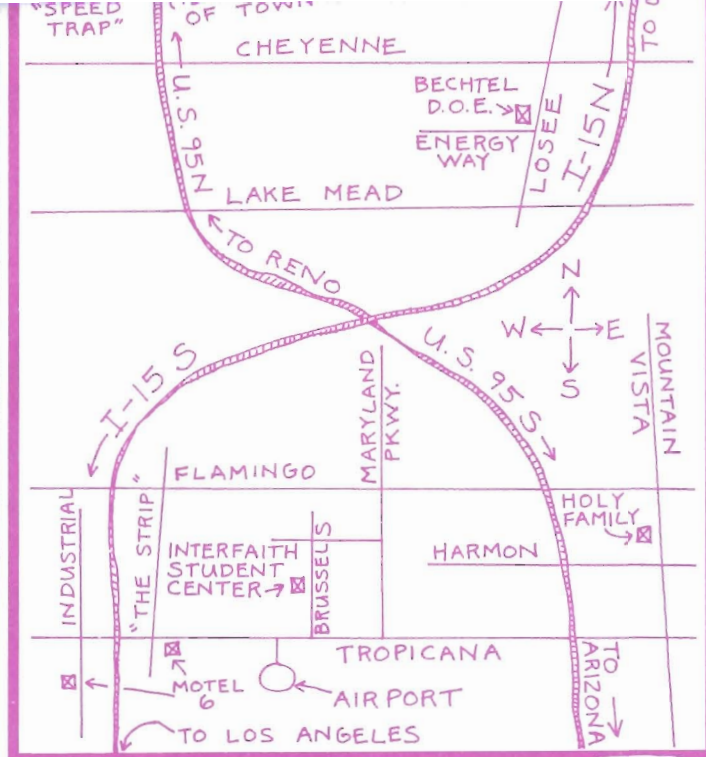 "SPEED
TRAP"
OF TOWN
TO
CHEYENNE
U.S. 95N
BECHTEL
D.O.E.
ENERGY
WAY
LOSEE
I-15N
LAKE MEAD
TO RENO
N
W
E
S
I-15 S
U.S. 95 S
MARYLAND
PKWY.
MOUNTAIN
VISTA
FLAMINGO
INDUSTRIAL
"THE STRIP"
HOLY
FAMILY
INTERFAITH
STUDENT
CENTER
BRUSSELS
HARMON
TROPICANA
MOTEL
6
AIRPORT
TO
ARIZONA
TO LOS ANGELES